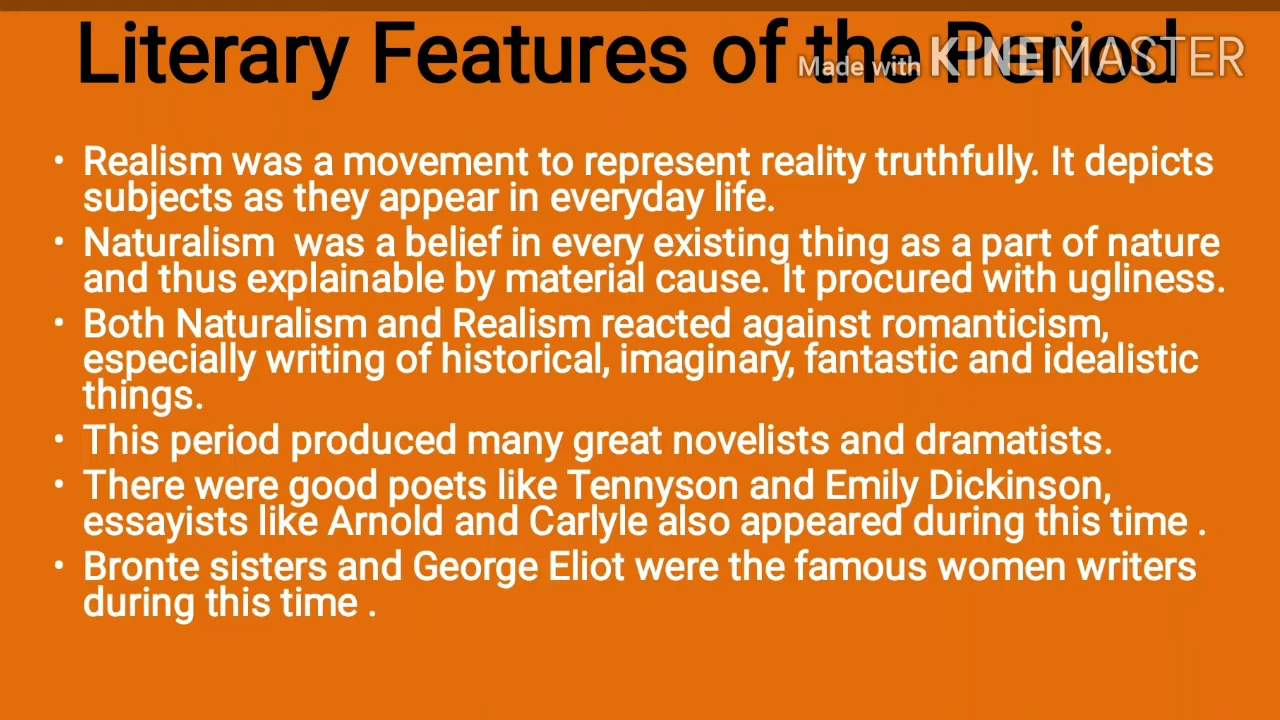 Literary Features of the Period
Made with KINEMASTER
• Realism was a movement to represent reality truthfully. It depicts
subjects as they appear in everyday life.
• Naturalism was a belief in every existing thing as a part of nature
and thus explainable by material cause. It procured with ugliness.
• Both Naturalism and Realism reacted against romanticism,
especially writing of historical, imaginary, fantastic and idealistic
things.
• This period produced many great novelists and dramatists.
• There were good poets like Tennyson and Emily Dickinson,
essayists like Arnold and Carlyle also appeared during this time .
• Bronte sisters and George Eliot were the famous women writers
during this time .